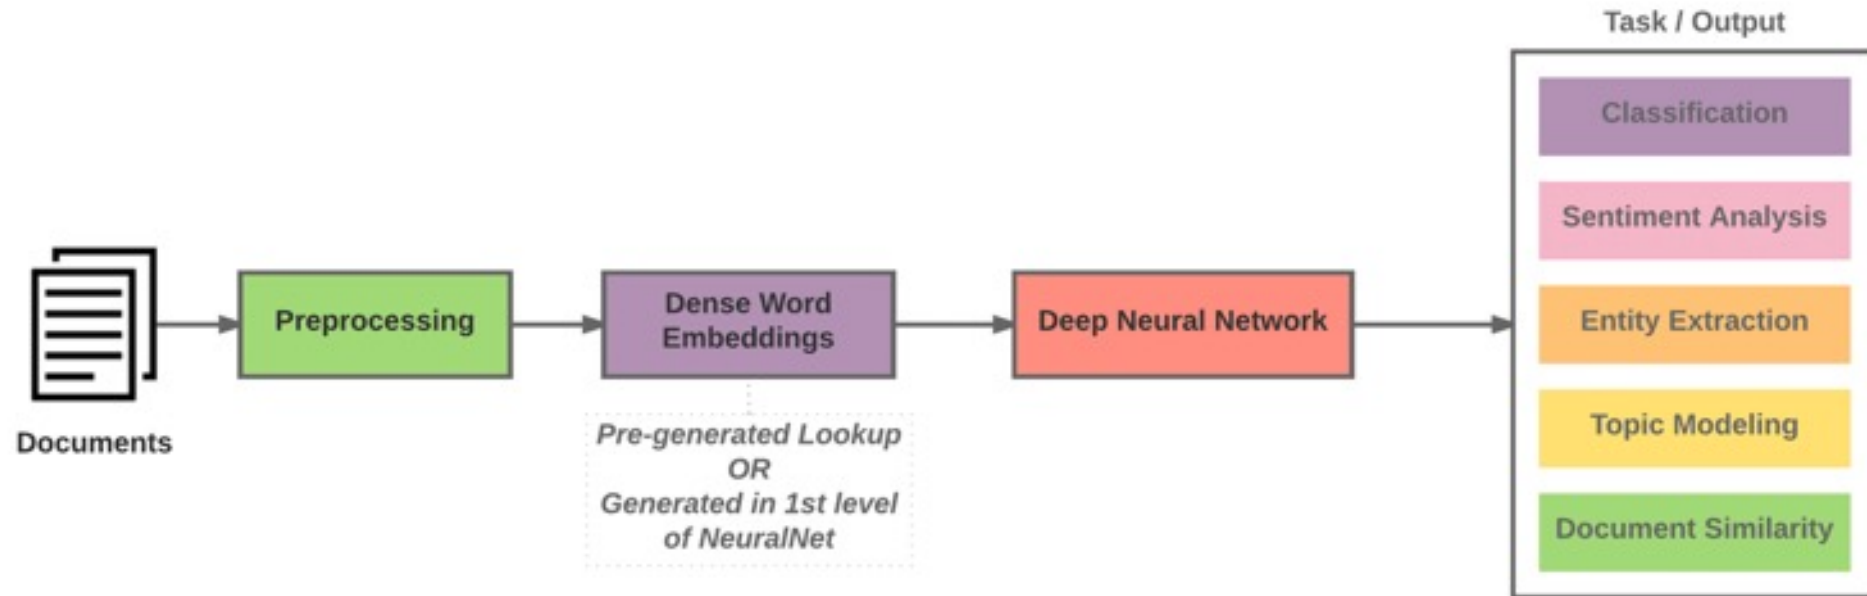 Task / Output
Classification
Sentiment Analysis
Entity Extraction
Topic Modeling
Document Similarity
Documents
Preprocessing
Dense Word
Embeddings
Pre-generated Lookup
OR
Generated in 1st level
of NeuralNet
Deep Neural Network